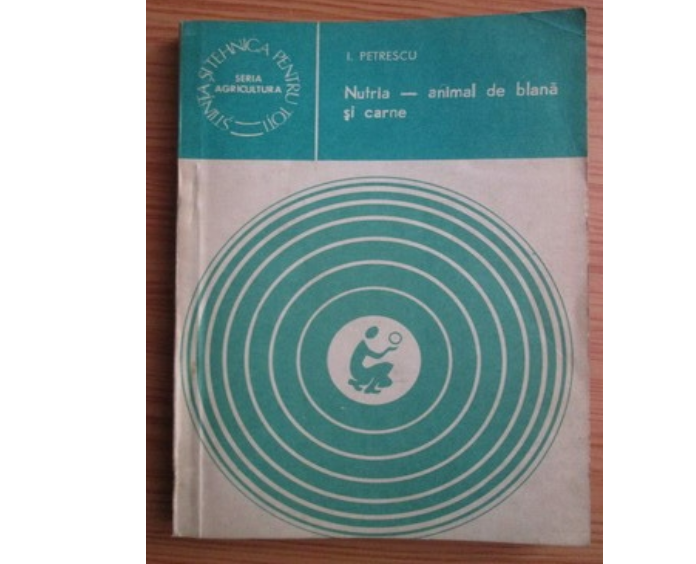 ȘTIINȚA ȘI TEHNICA PENTRU TOȚI
SERIA
AGRICULTURA
I. PETRESCU
Nutria — animal de blană
și carne